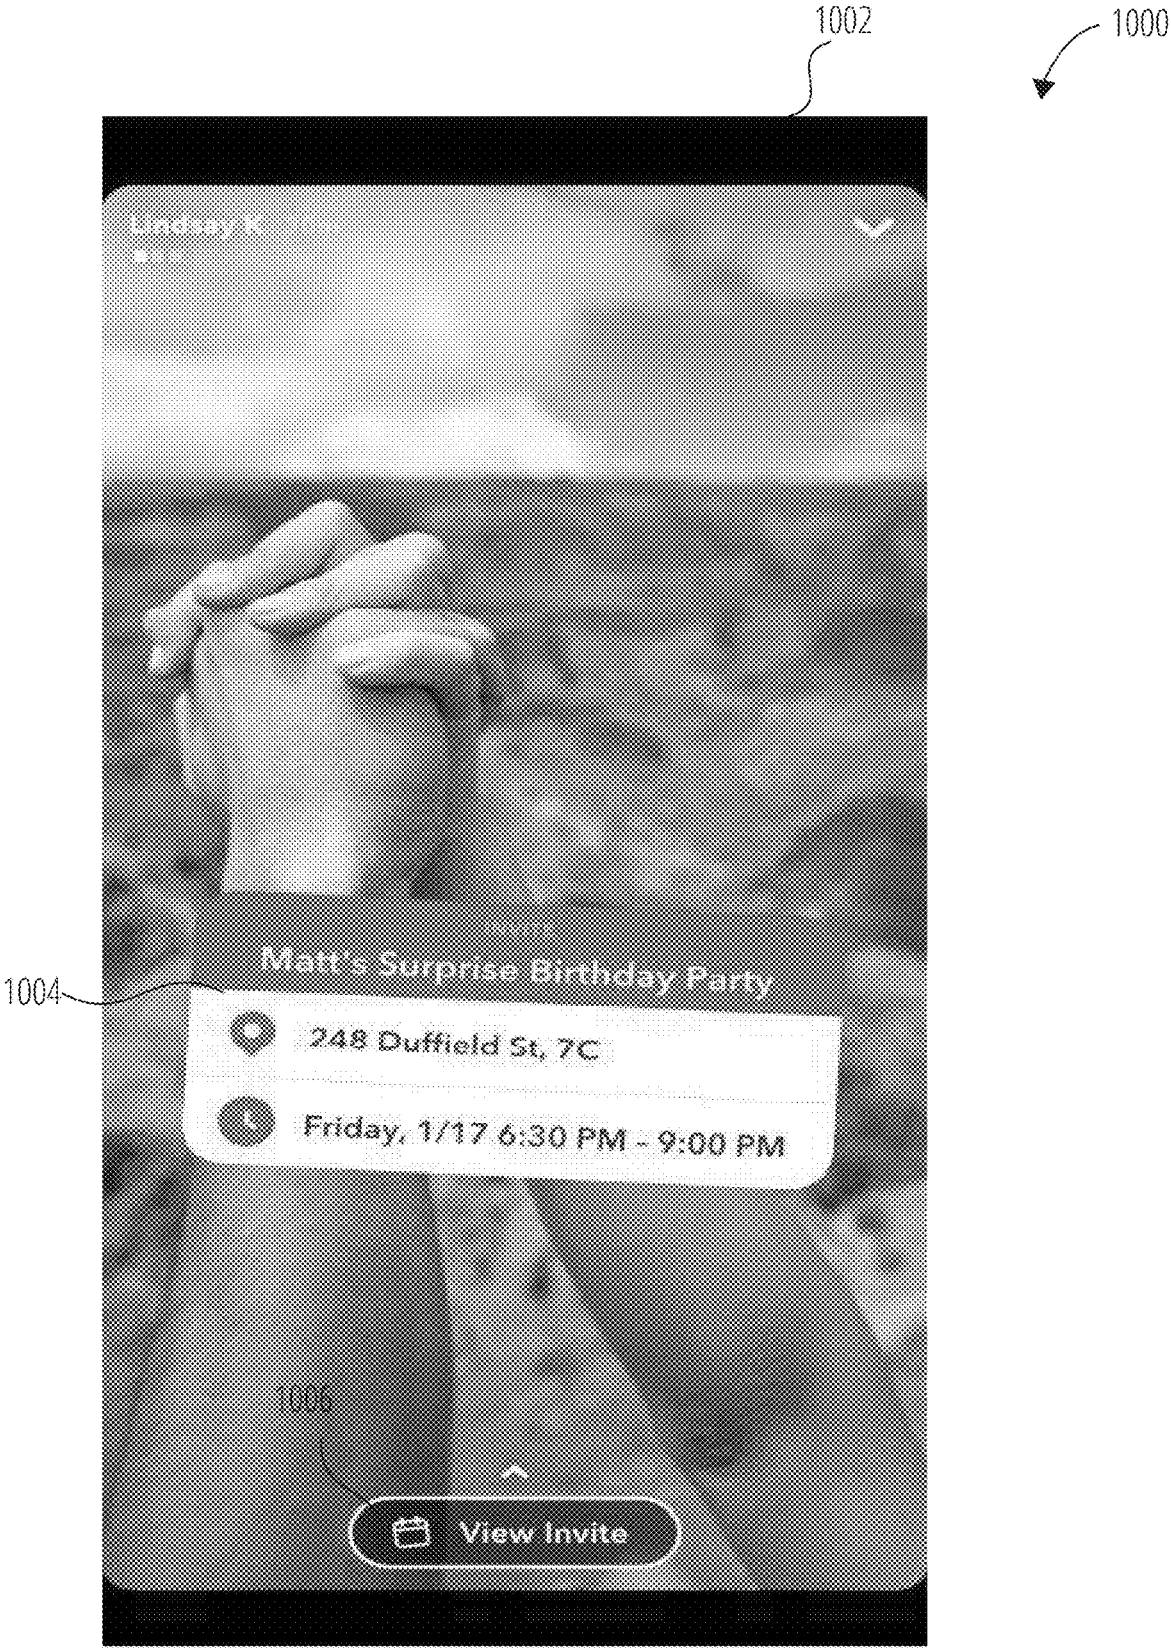 1002
1000
Lindsay K
Matt's Surprise Birthday Party
1004
248 Duffield St, 7C
Friday, 1/17 6:30 PM - 9:00 PM
1006
View Invite